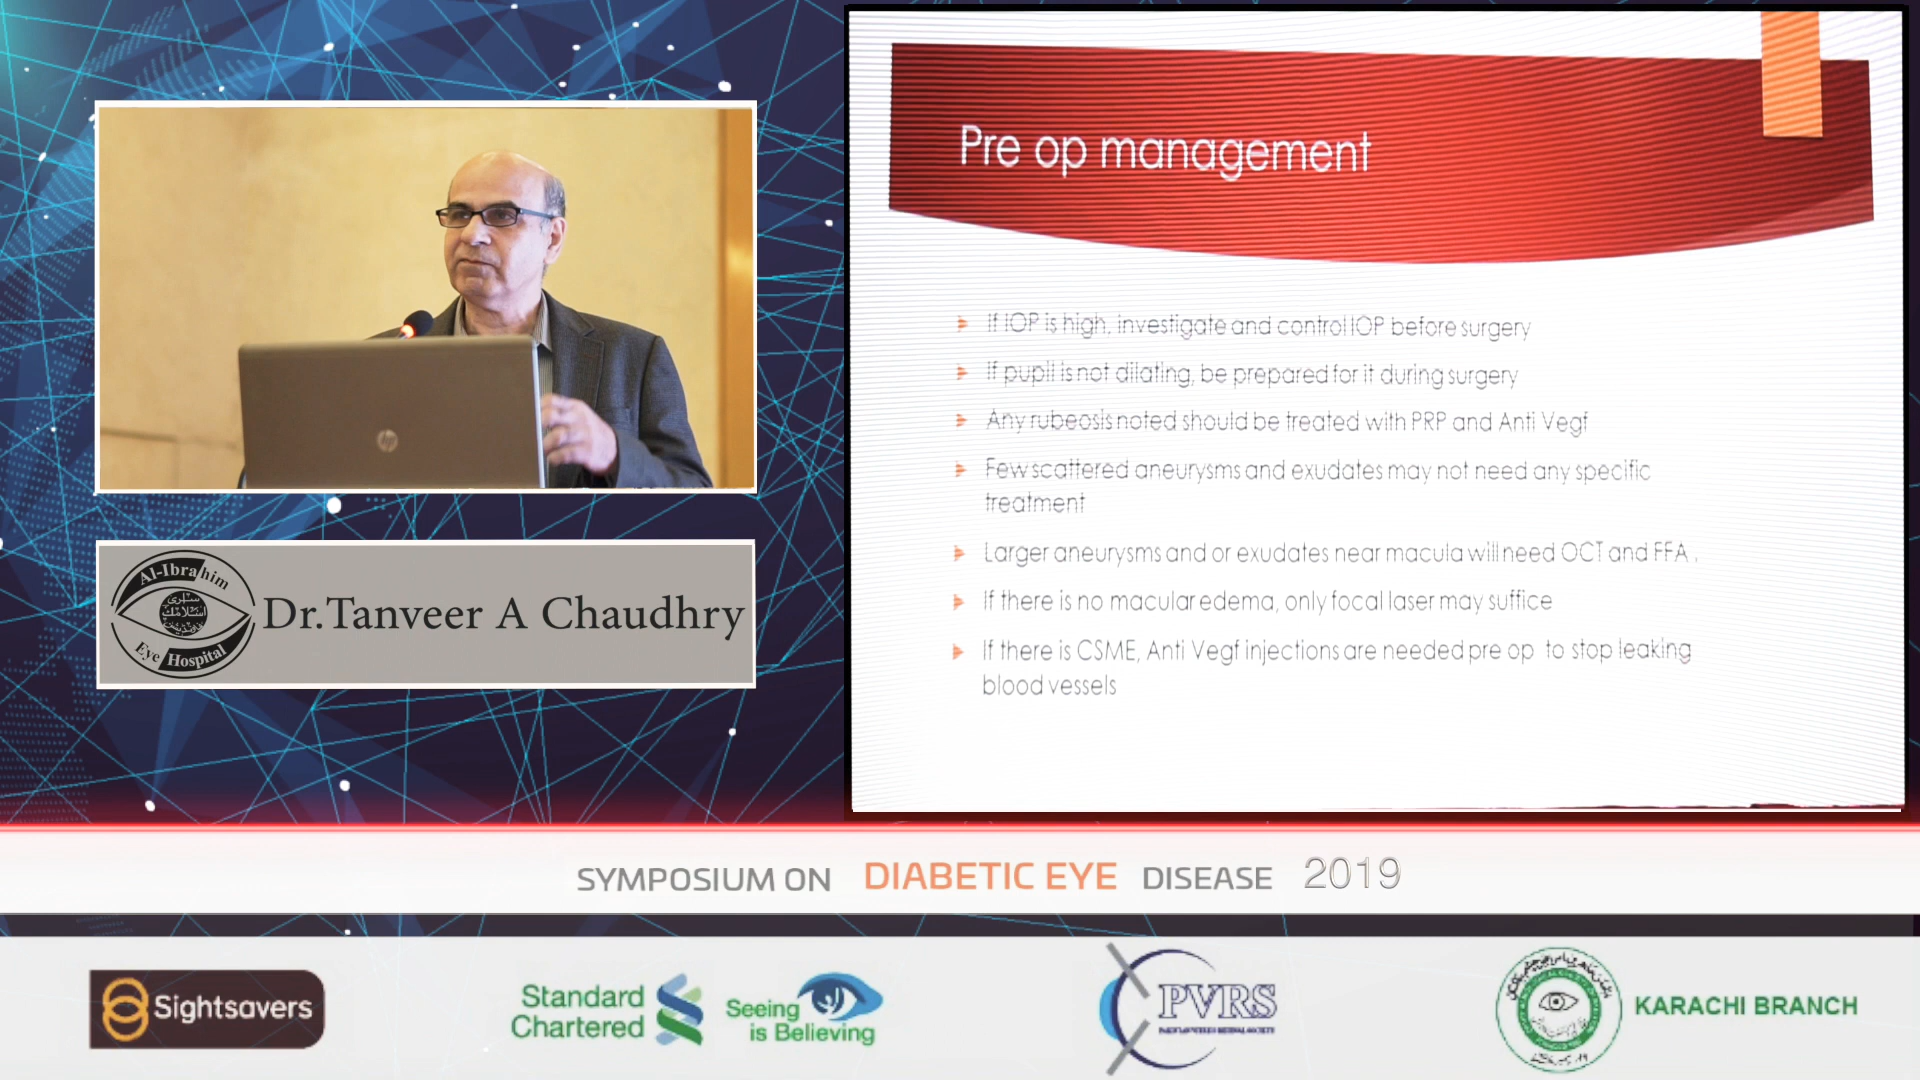 Pre op management
If IOP is high, investigate and control IOP before surgery
If pupil is not dilating, be prepared for it during surgery
Any rubeosis noted should be treated with PRP and Anti Vegf
Few scattered aneurysms and exudates may not need any specific
treatment
Larger aneurysms and or exudates near macula will need OCT and FFA .
If there is no macular edema, only focal laser may suffice
If there is CSME, Anti Vegf injections are needed pre op to stop leaking
blood vessels
hp
Al-Ibrahim
Eye Hospital
Dr.Tanveer A Chaudhry
SYMPOSIUM ON DIABETIC EYE DISEASE 2019
Sightsavers
Standard
Chartered
Seeing
is Believing
PVRS
KARACHI BRANCH